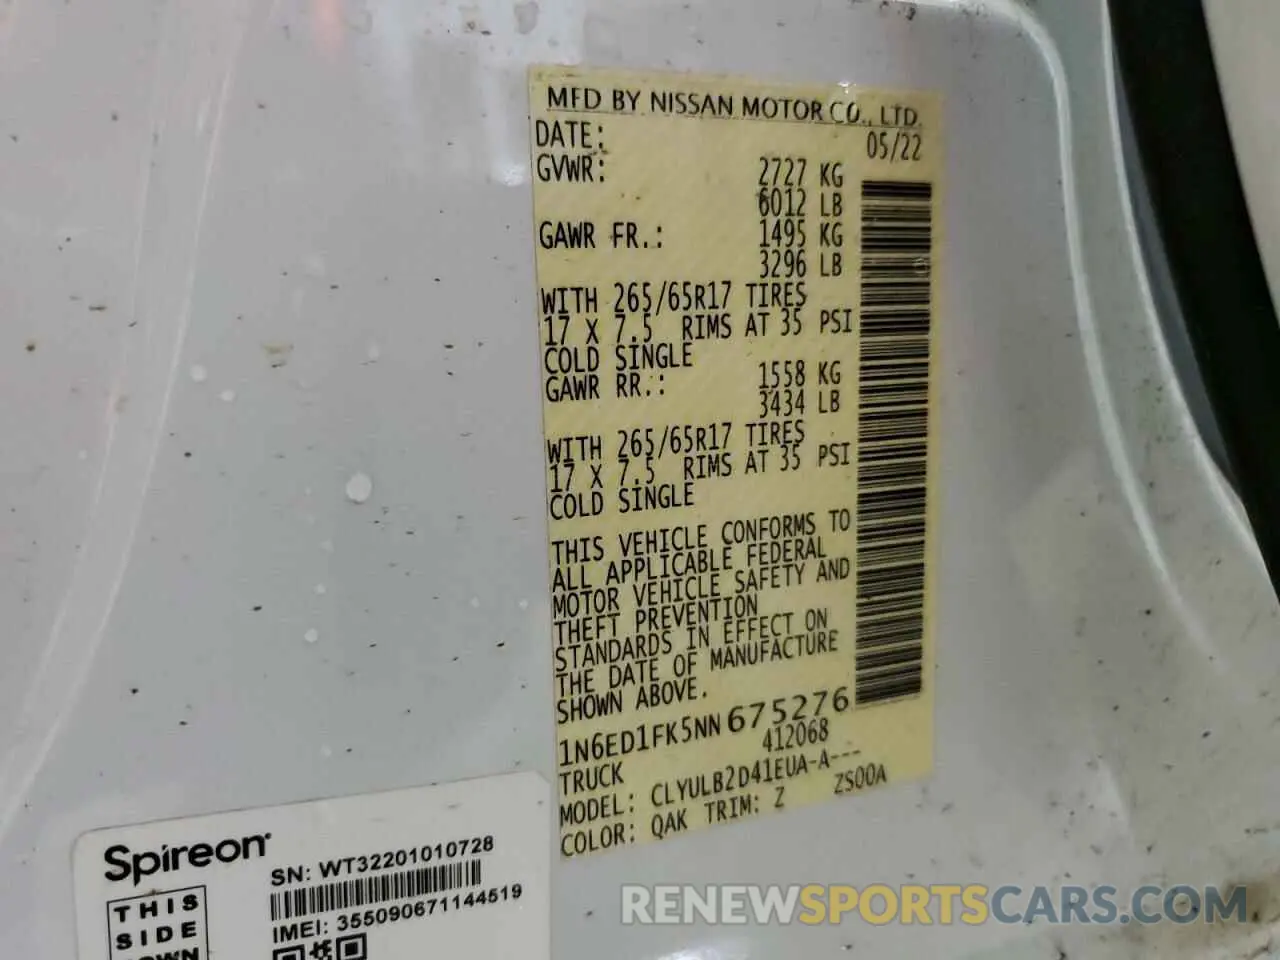 MFD BY NISSAN MOTOR CO., LTD.
DATE: 05/22
GVWR: 2727 KG
6012 LB
GAWR FR.: 1495 KG
3296 LB
WITH 265/65R17 TIRES
17 X 7.5 RIMS AT 35 PSI
COLD SINGLE
GAWR RR.: 1558 KG
3434 LB
WITH 265/65R17 TIRES
17 X 7.5 RIMS AT 35 PSI
COLD SINGLE
THIS VEHICLE CONFORMS TO
ALL APPLICABLE FEDERAL
MOTOR VEHICLE SAFETY AND
THEFT PREVENTION
STANDARDS IN EFFECT ON
THE DATE OF MANUFACTURE
SHOWN ABOVE.
1N6ED1FK5NN675276
412068
TRUCK
MODEL: CLYULB2D41EUA-A---
COLOR: QAK TRIM: Z ZS00A
Spireon
SN: WT32201010728
IMEI: 355090671144519
THIS
SIDE
DOWN
RENEWSPORTSCARS.COM